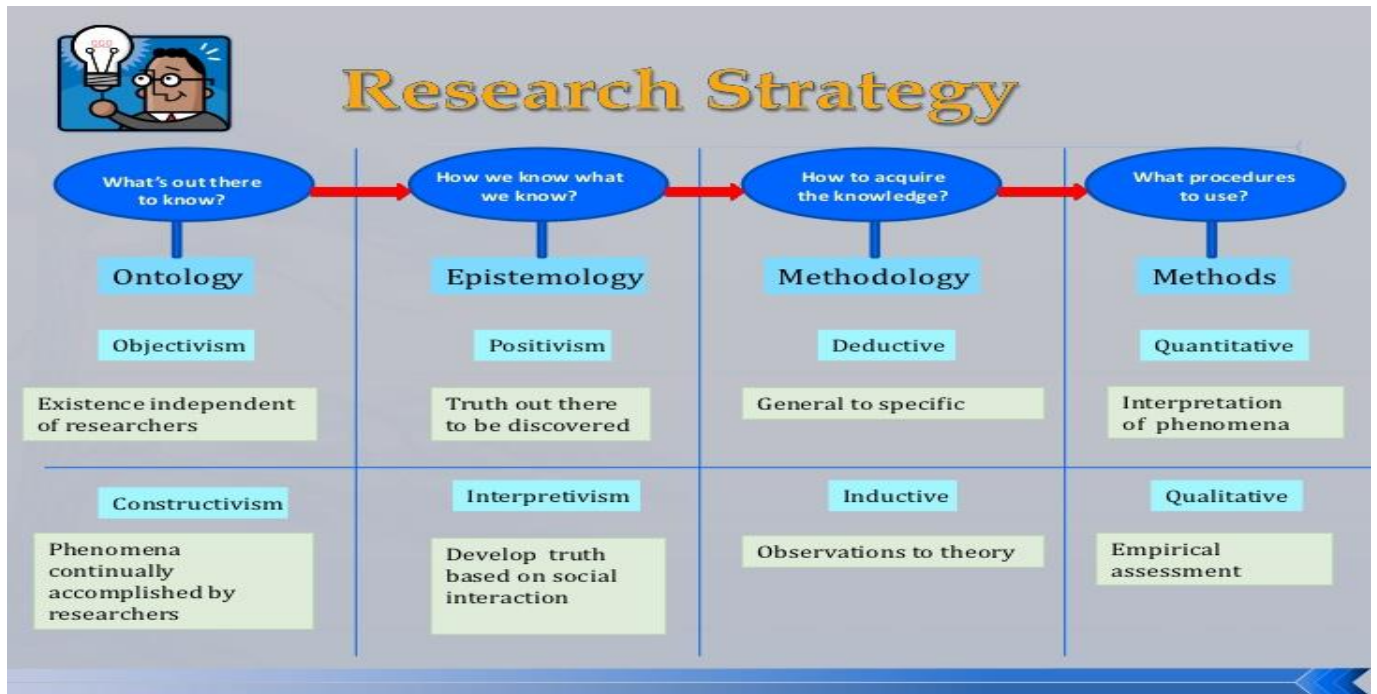 Research Strategy
What's out there
to know?
How we know what
we know?
How to acquire
the knowledge?
What procedures
to use?
Ontology
Epistemology
Methodology
Methods
Objectivism
Positivism
Deductive
Quantitative
Existence independent
of researchers
Truth out there
to be discovered
General to specific
Interpretation
of phenomena
Constructivism
Interpretivism
Inductive
Qualitative
Phenomena
continually
accomplished by
researchers
Develop truth
based on social
interaction
Observations to theory
Empirical
assessment